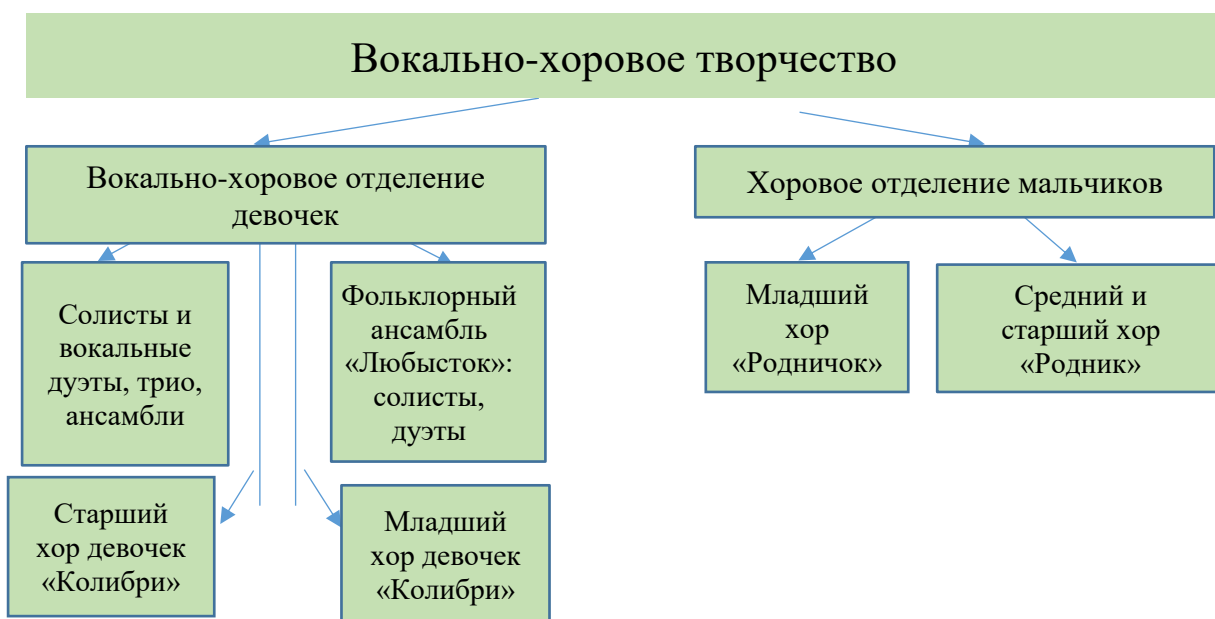 Вокально-хоровое творчество
Вокально-хоровое отделение
девочек
Хоровое отделение мальчиков
Солисты и
вокальные
дуэты, трио,
ансамбли
Фольклорный
ансамбль
«Любысток»:
солисты,
дуэты
Младший
хор
«Родничок»
Средний и
старший хор
«Родник»
Старший
хор девочек
«Колибри»
Младший
хор девочек
«Колибри»